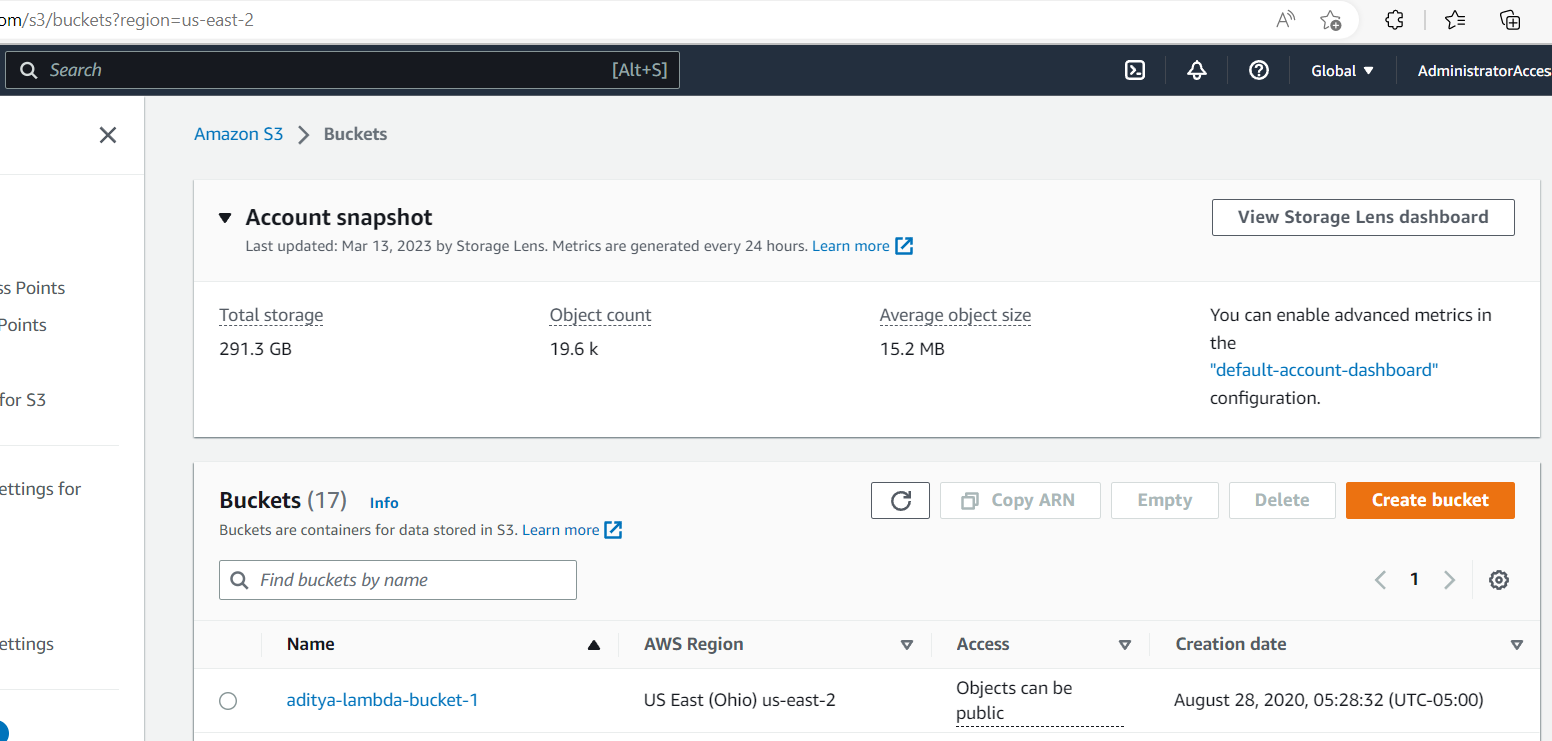 om/s3/buckets?region=us-east-2
Search [Alt+S] Global AdministratorAcces
Amazon S3 Buckets
Account snapshot View Storage Lens dashboard
Last updated: Mar 13, 2023 by Storage Lens. Metrics are generated every 24 hours. Learn more
ss Points
Points
for S3
ettings for
ettings
Total storage Object count Average object size
291.3 GB 19.6 k 15.2 MB
You can enable advanced metrics in
the
"default-account-dashboard"
configuration.
Buckets (17) Info Copy ARN Empty Delete Create bucket
Buckets are containers for data stored in S3. Learn more
Find buckets by name 1
Name AWS Region Access Creation date
aditya-lambda-bucket-1 US East (Ohio) us-east-2 Objects can be August 28, 2020, 05:28:32 (UTC-05:00)
public